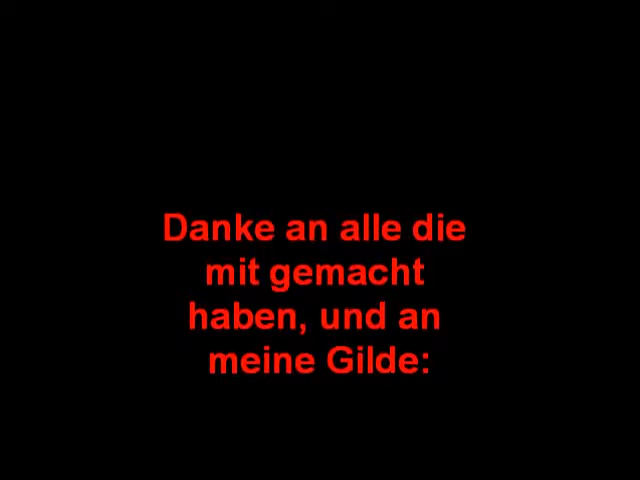 Danke an alle die
mit gemacht
haben, und an
meine Gilde: